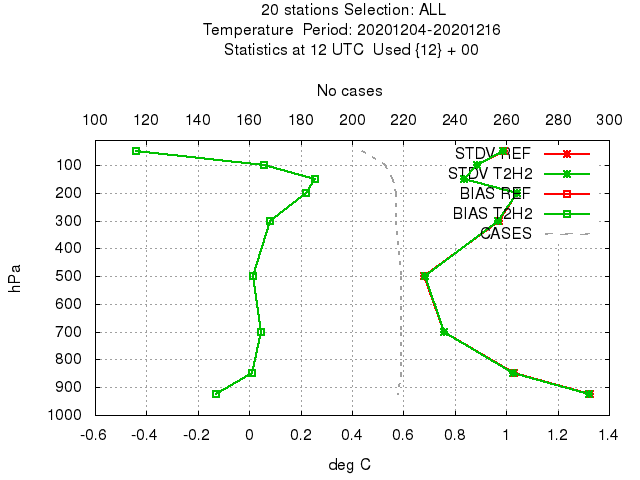 20 stations Selection: ALL
Temperature  Period: 20201204-20201216
Statistics at 12 UTC  Used {12} + 00
No cases
100 120 140 160 180 200 220 240 260 280 300
STDV REF
STDV T2H2
BIAS REF
BIAS T2H2
CASES
100
200
300
400
500
600
700
800
900
1000
hPa
-0.6 -0.4 -0.2 0 0.2 0.4 0.6 0.8 1 1.2 1.4
deg C